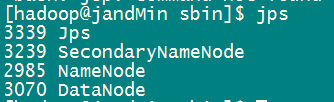 [hadoop@jandMin sbin]$ jps
3339 Jps
3239 SecondaryNameNode
2985 NameNode
3070 DataNode